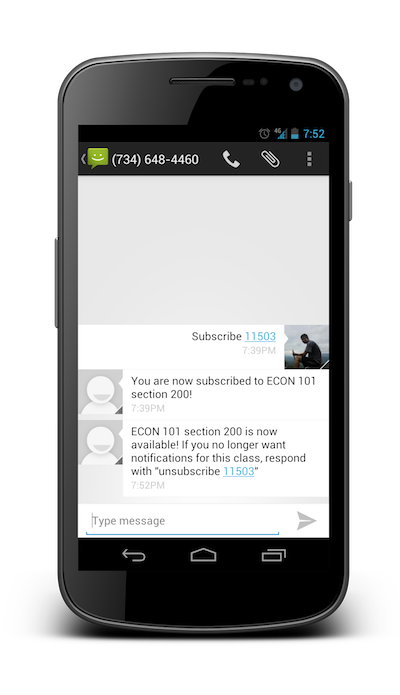 4G 7:52
(734) 648-4460
Subscribe 11503
7:39PM
You are now subscribed to ECON 101
section 200!
7:39PM
ECON 101 section 200 is now
available! If you no longer want
notifications for this class, respond
with "unsubscribe 11503"
7:52PM
Type message